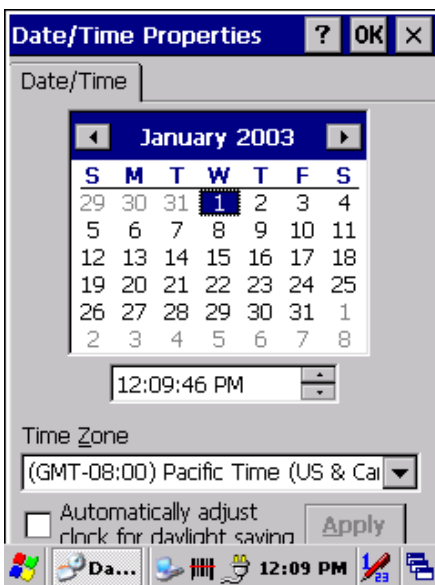 Date/Time Properties ? OK ×
Date/Time
January 2003
S M T W T F S
29 30 31 1 2 3 4
5 6 7 8 9 10 11
12 13 14 15 16 17 18
19 20 21 22 23 24 25
26 27 28 29 30 31 1
2 3 4 5 6 7 8
12:09:46 PM
Time Zone
(GMT-08:00) Pacific Time (US & Ca
Automatically adjust
clock for daylight saving
Apply
Da... 12:09 PM